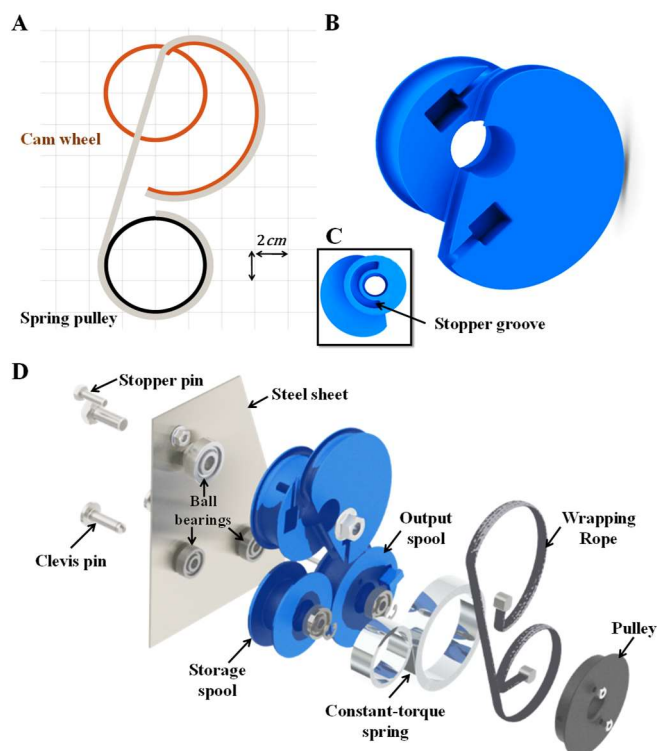 A
B
Cam wheel
2cm
C
Spring pulley
Stopper groove
D
Stopper pin
Steel sheet
Ball
bearings
Clevis pin
Output
spool
Wrapping
Rope
Storage
spool
Pulley
Constant-torque
spring